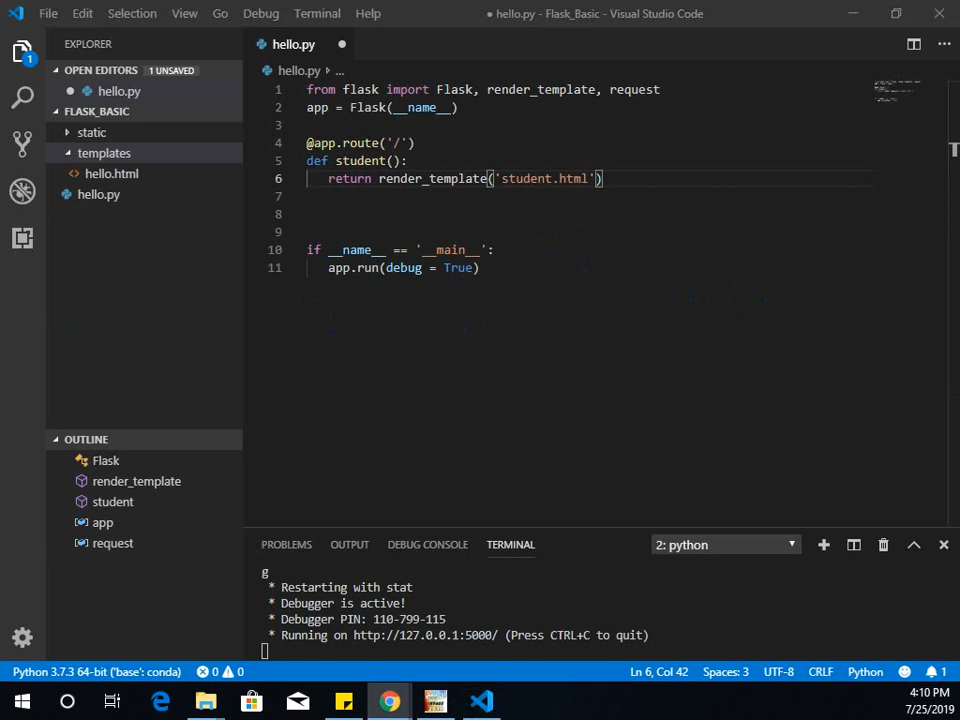 File Edit Selection View Go Debug Terminal Help
● hello.py - Flask_Basic - Visual Studio Code
EXPLORER
hello.py
OPEN EDITORS 1 UNSAVED
hello.py
FLASK_BASIC
static
templates
hello.html
hello.py
hello.py › ...
1 from flask import Flask, render_template, request
2 app = Flask(__name__)
3
4 @app.route('/')
5 def student():
6 return render_template('student.html')
7
8
9
10 if __name__ == '__main__':
11 app.run(debug = True)
OUTLINE
Flask
render_template
student
app
request
PROBLEMS OUTPUT DEBUG CONSOLE TERMINAL
2: python
g
* Restarting with stat
* Debugger is active!
* Debugger PIN: 110-799-115
* Running on http://127.0.0.1:5000/ (Press CTRL+C to quit)
1
Python 3.7.3 64-bit ('base': conda) 0 0
Ln 6, Col 42 Spaces: 3 UTF-8 CRLF Python 1
4:10 PM
7/25/2019